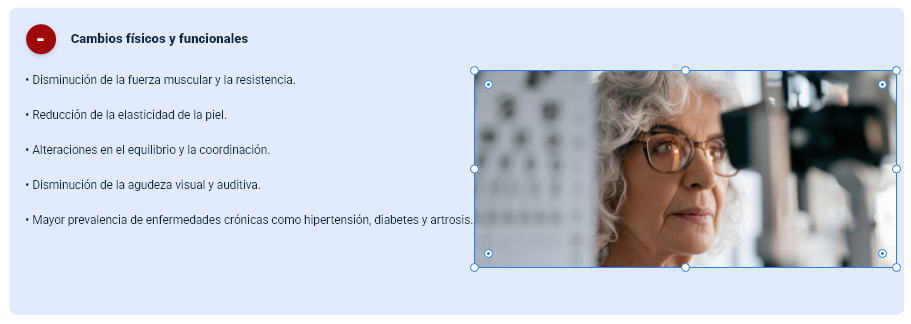 Cambios físicos y funcionales
• Disminución de la fuerza muscular y la resistencia.
• Reducción de la elasticidad de la piel.
• Alteraciones en el equilibrio y la coordinación.
• Disminución de la agudeza visual y auditiva.
• Mayor prevalencia de enfermedades crónicas como hipertensión, diabetes y artrosis.